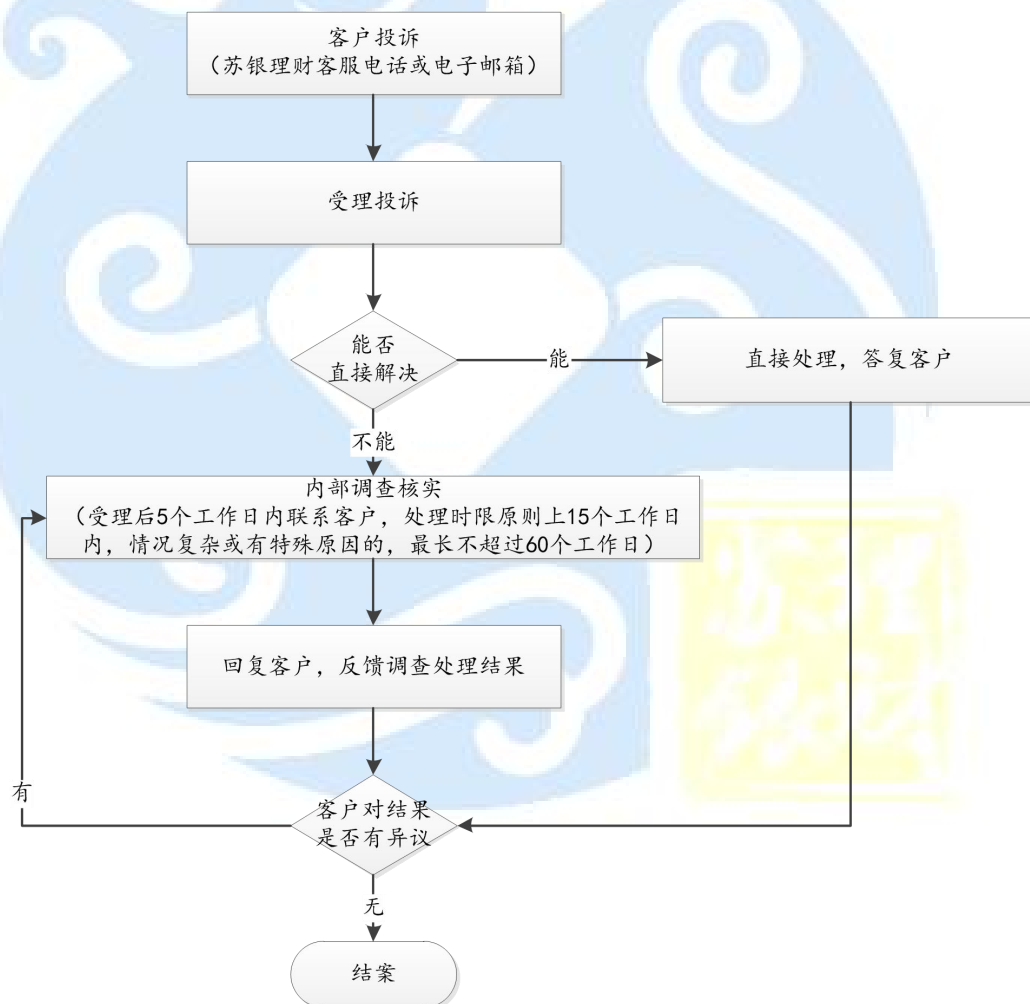 客户投诉
（苏银理财客服电话或电子邮箱）
受理投诉
能否
直接解决
能
直接处理，答复客户
不能
内部调查核实
（受理后5个工作日内联系客户，处理时限原则上15个工作日
内，情况复杂或有特殊原因的，最长不超过60个工作日）
回复客户，反馈调查处理结果
有
客户对结果
是否有异议
无
结案